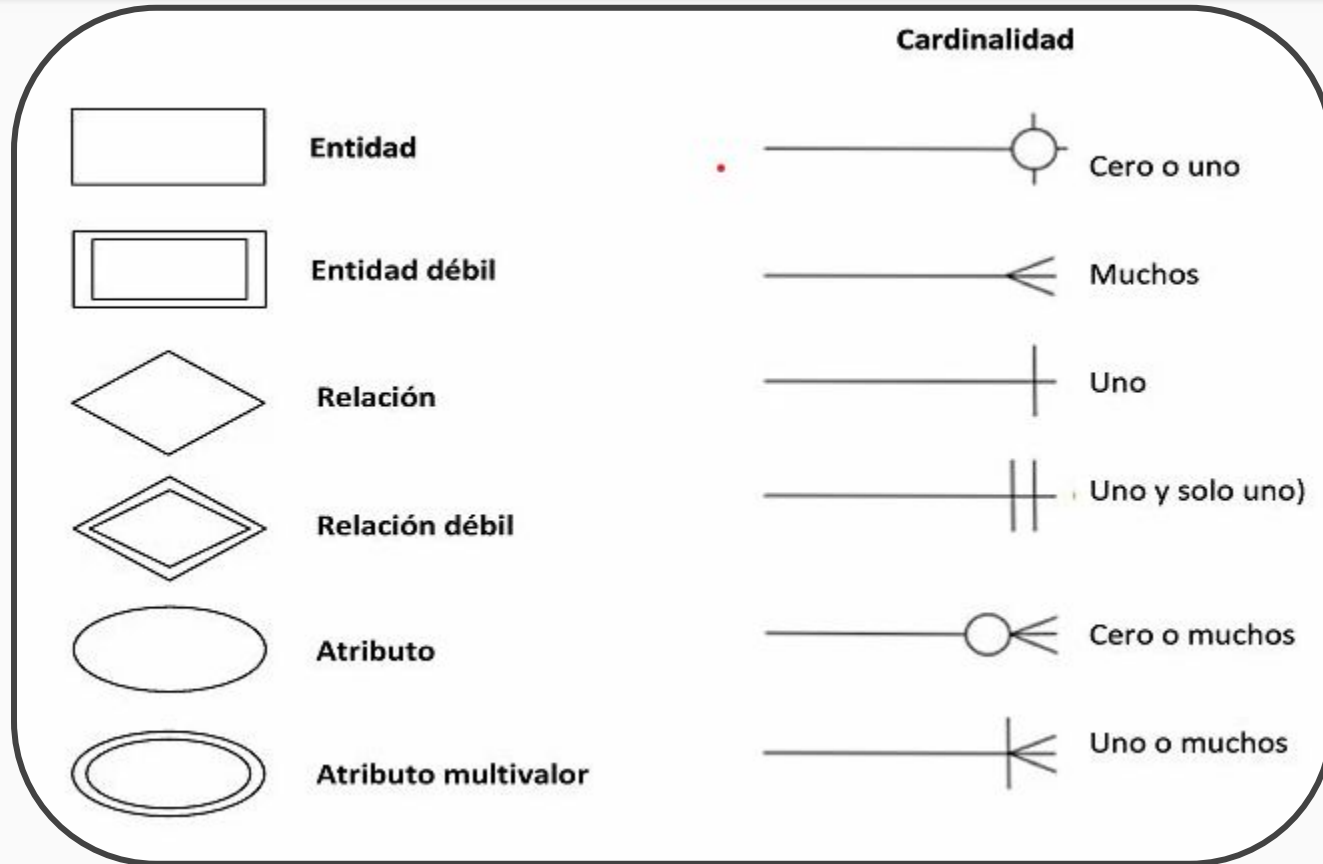 Cardinalidad
Entidad
Cero o uno
Entidad débil
Muchos
Relación
Uno
Relación débil
Uno y solo uno)
Atributo
Cero o muchos
Atributo multivalor
Uno o muchos